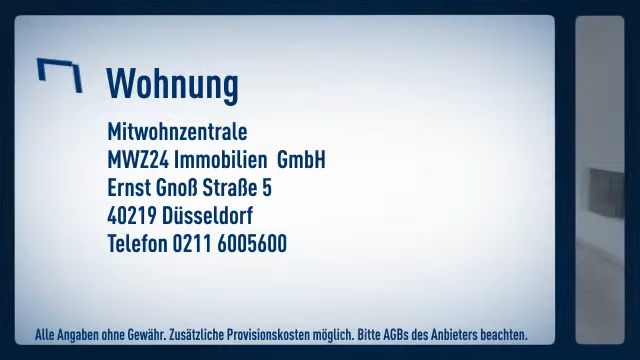 Wohnung
Mitwohnzentrale
MWZ24 Immobilien GmbH
Ernst Gnoß Straße 5
40219 Düsseldorf
Telefon 0211 6005600
Alle Angaben ohne Gewähr. Zusätzliche Provisionskosten möglich. Bitte AGBs des Anbieters beachten.